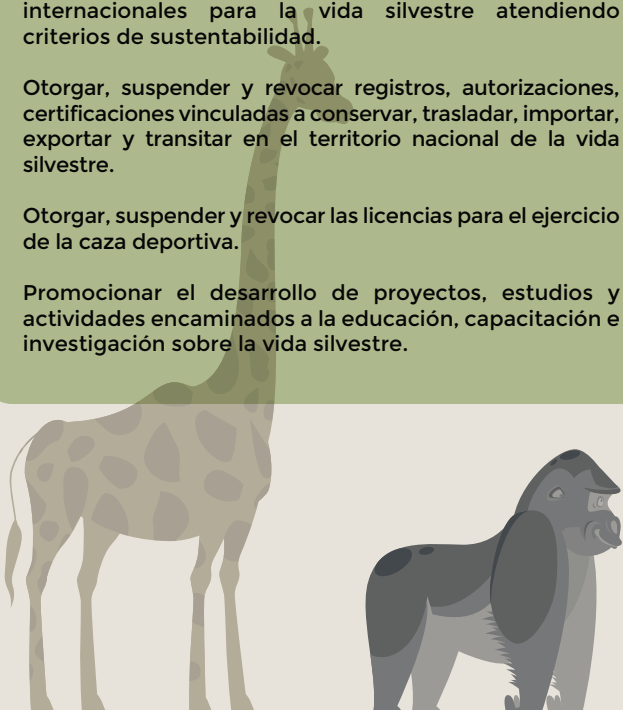 internacionales para la vida silvestre atendiendo
criterios de sustentabilidad.
Otorgar, suspender y revocar registros, autorizaciones,
certificaciones vinculadas a conservar, trasladar, importar,
exportar y transitar en el territorio nacional de la vida
silvestre.
Otorgar, suspender y revocar las licencias para el ejercicio
de la caza deportiva.
Promocionar el desarrollo de proyectos, estudios y
actividades encaminados a la educación, capacitación e
investigación sobre la vida silvestre.